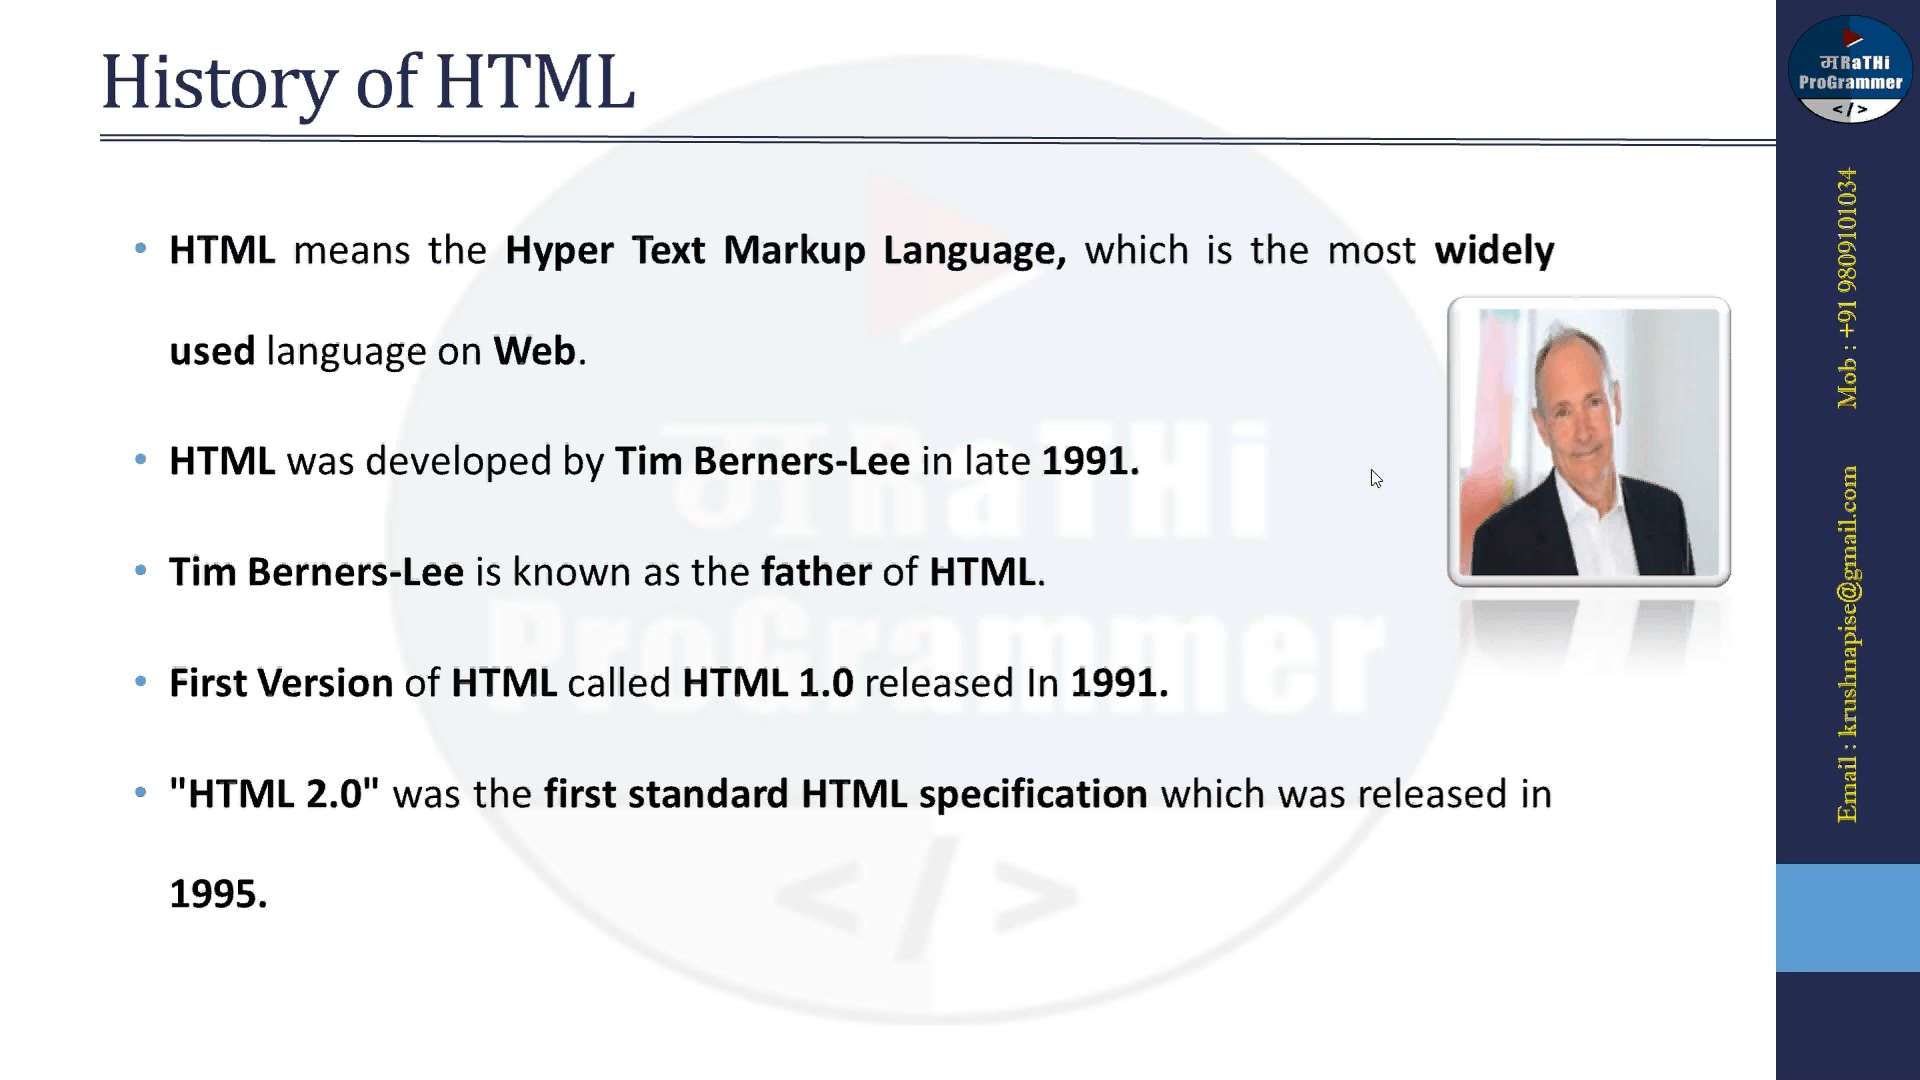 History of HTML
HTML means the Hyper Text Markup Language, which is the most widely
used language on Web.
HTML was developed by Tim Berners-Lee in late 1991.
Tim Berners-Lee is known as the father of HTML.
First Version of HTML called HTML 1.0 released In 1991.
"HTML 2.0" was the first standard HTML specification which was released in
1995.
मRaTHi
ProGrammer
</>
Mob : +91 9809101034
Email : krushnapise@gmail.com
मRaTHi
ProGrammer
</>